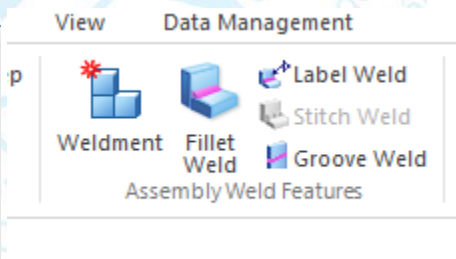 View Data Management
p
Weldment
Fillet
Weld
Label Weld
Stitch Weld
Groove Weld
Assembly Weld Features